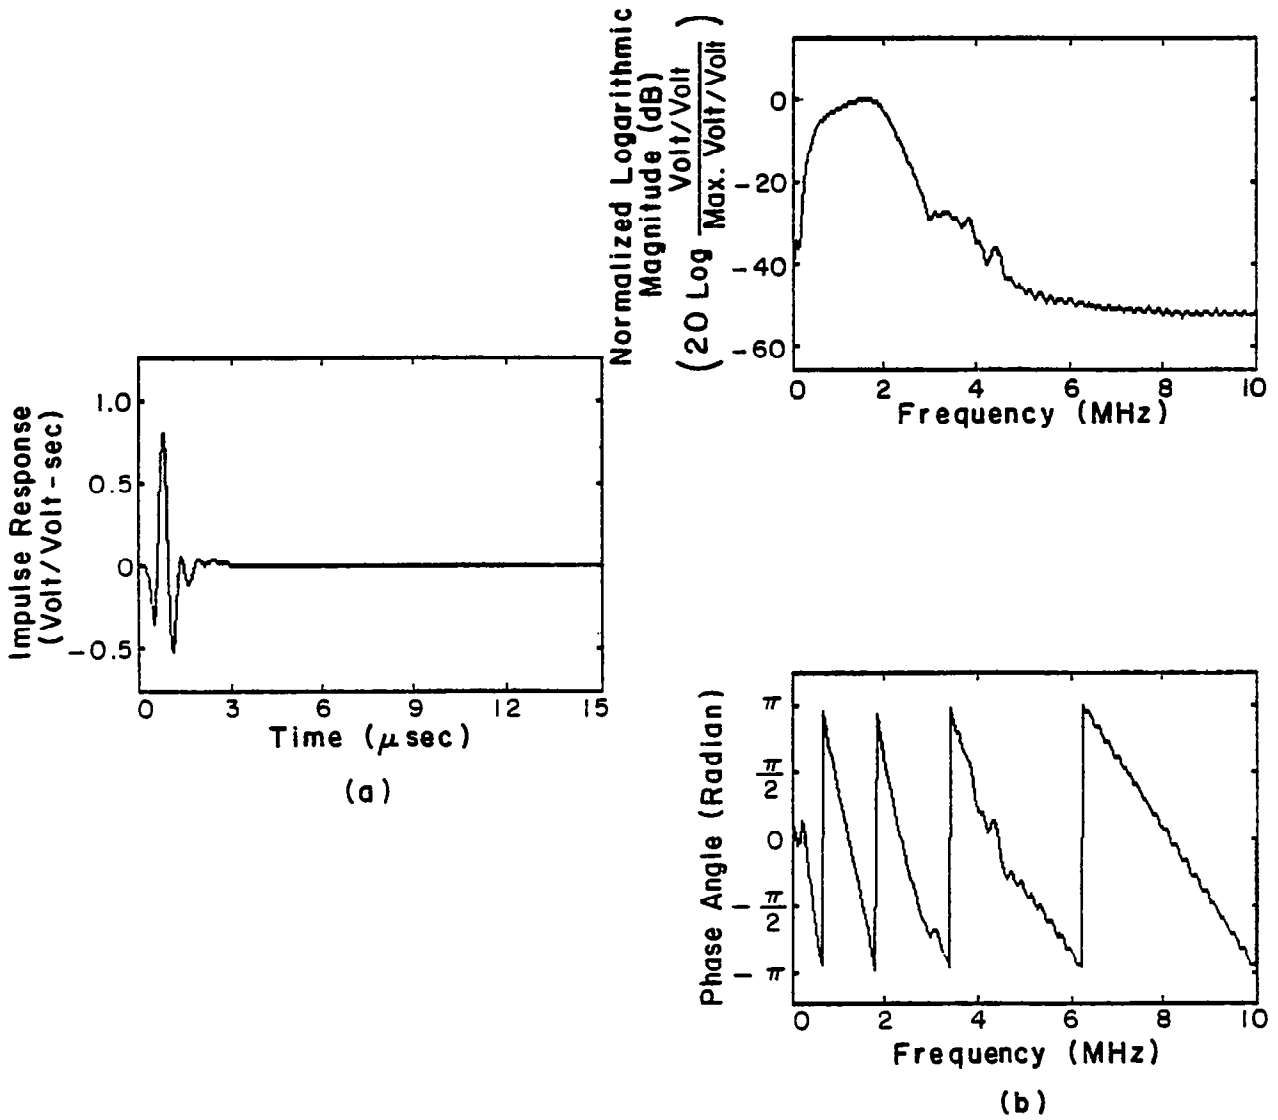 Normalized Logarithmic
Magnitude (dB)
(20 Log Volt/Volt
Max. Volt/Volt)
0
−20
−40
−60
0 2 4 6 8 10
Frequency (MHz)
Impulse Response
(Volt/Volt-sec)
1.0
0.5
0
−0.5
0 3 6 9 12 15
Time (μsec)
(a)
Phase Angle (Radian)
π
π
2
0
− π
2
− π
0 2 4 6 8 10
Frequency (MHz)
(b)